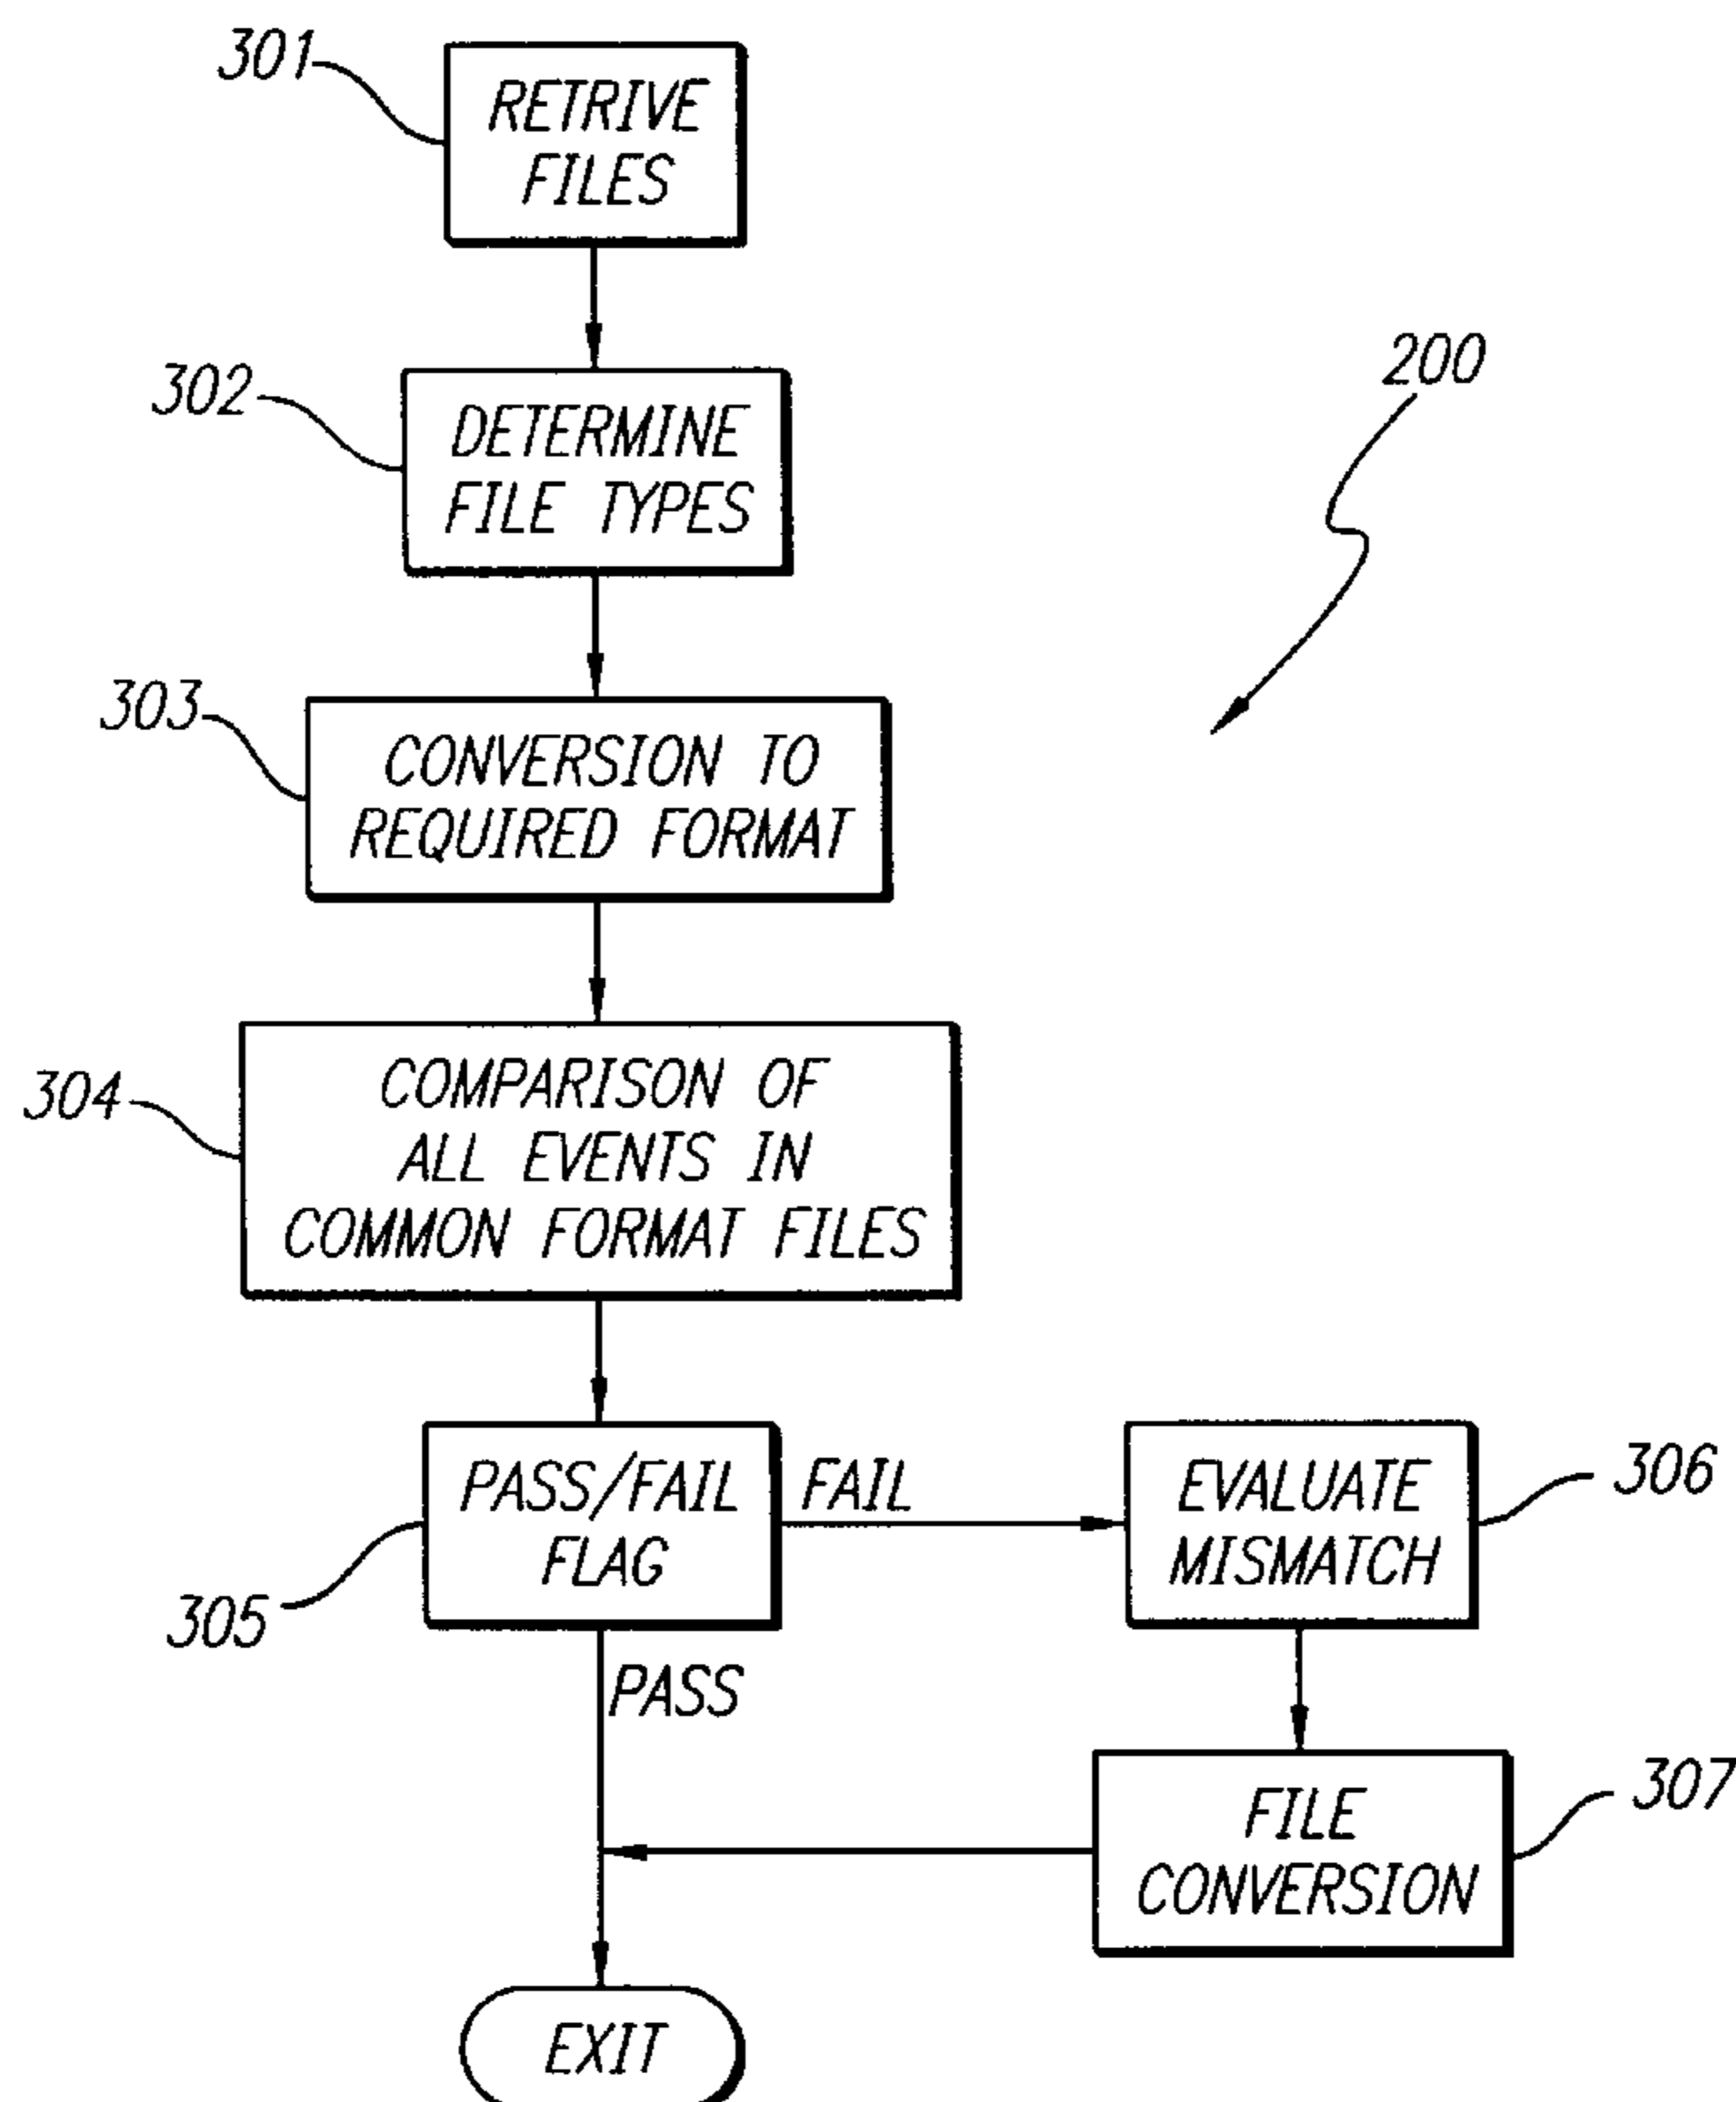 301
RETRIVE
FILES
302
DETERMINE
FILE TYPES
200
303
CONVERSION TO
REQUIRED FORMAT
304
COMPARISON OF
ALL EVENTS IN
COMMON FORMAT FILES
305
PASS/FAIL
FLAG
FAIL
EVALUATE
MISMATCH
306
PASS
FILE
CONVERSION
307
EXIT